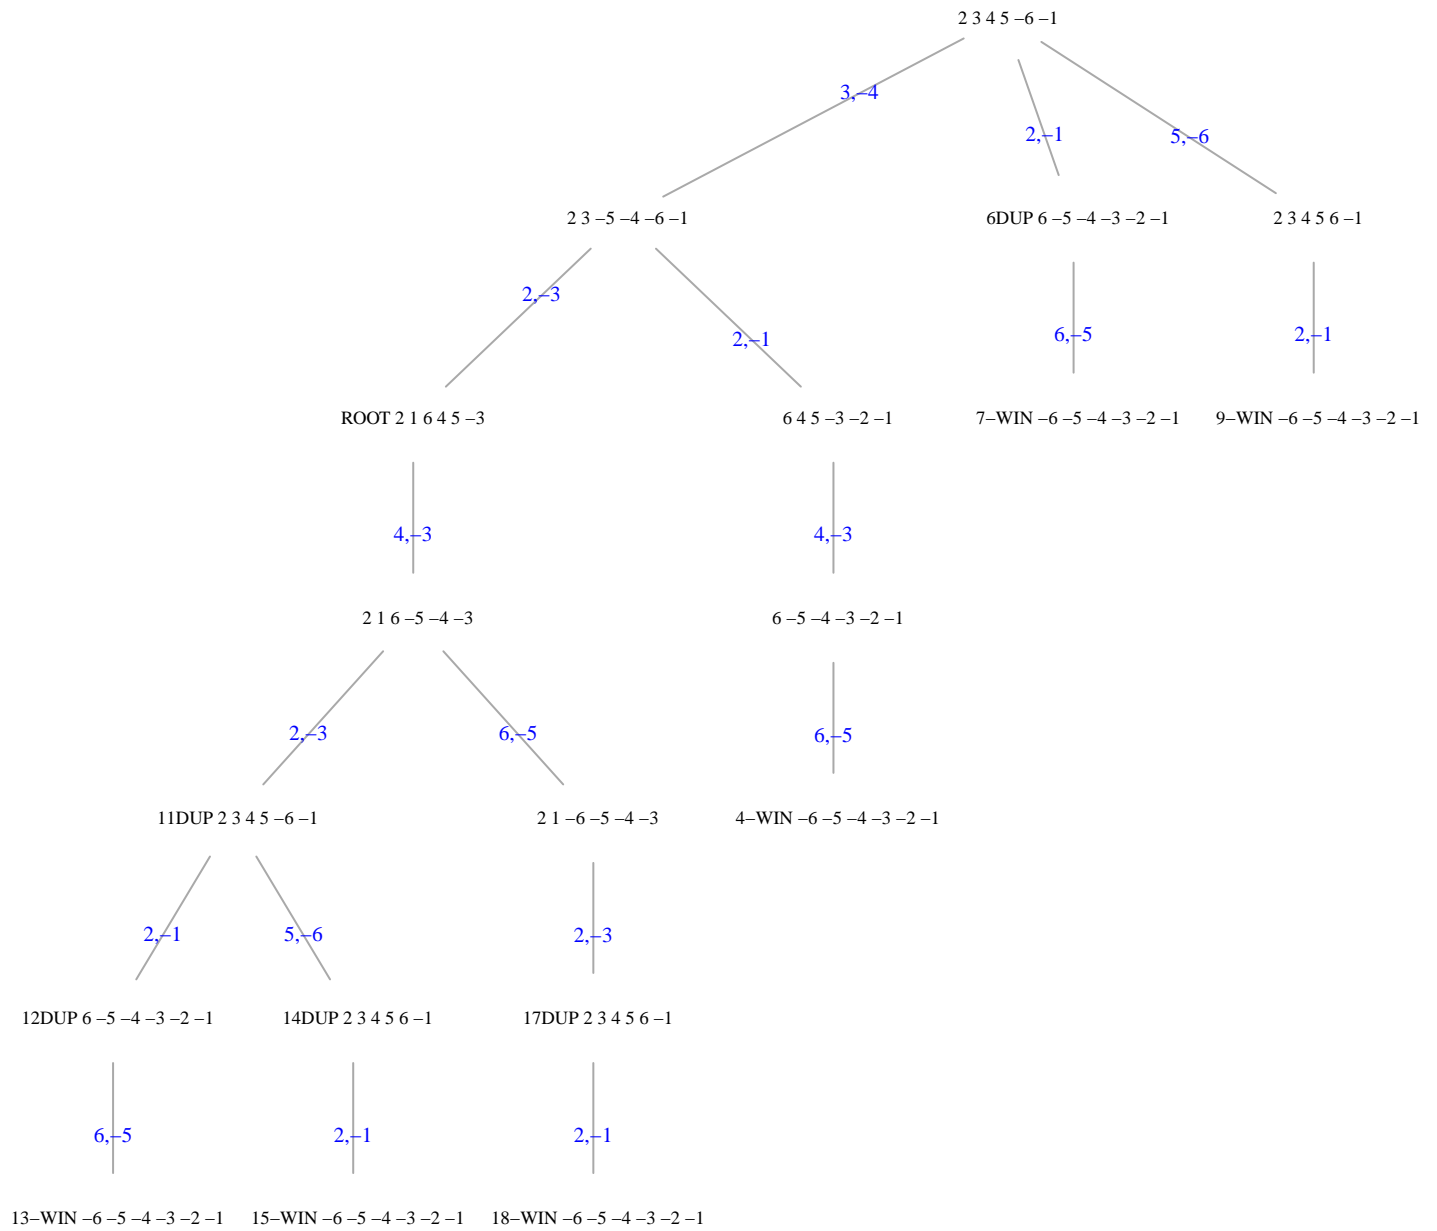 2 3 4 5 –6 –1
3,–4
2,–1
5,–6
2 3 –5 –4 –6 –1
6DUP 6 –5 –4 –3 –2 –1
2 3 4 5 6 –1
2,–3
2,–1
6,–5
2,–1
ROOT 2 1 6 4 5 –3
6 4 5 –3 –2 –1
7–WIN –6 –5 –4 –3 –2 –1
9–WIN –6 –5 –4 –3 –2 –1
4,–3
4,–3
2 1 6 –5 –4 –3
6 –5 –4 –3 –2 –1
2,–3
6,–5
6,–5
11DUP 2 3 4 5 –6 –1
2 1 –6 –5 –4 –3
4–WIN –6 –5 –4 –3 –2 –1
2,–1
5,–6
2,–3
12DUP 6 –5 –4 –3 –2 –1
14DUP 2 3 4 5 6 –1
17DUP 2 3 4 5 6 –1
6,–5
2,–1
2,–1
13–WIN –6 –5 –4 –3 –2 –1
15–WIN –6 –5 –4 –3 –2 –1
18–WIN –6 –5 –4 –3 –2 –1